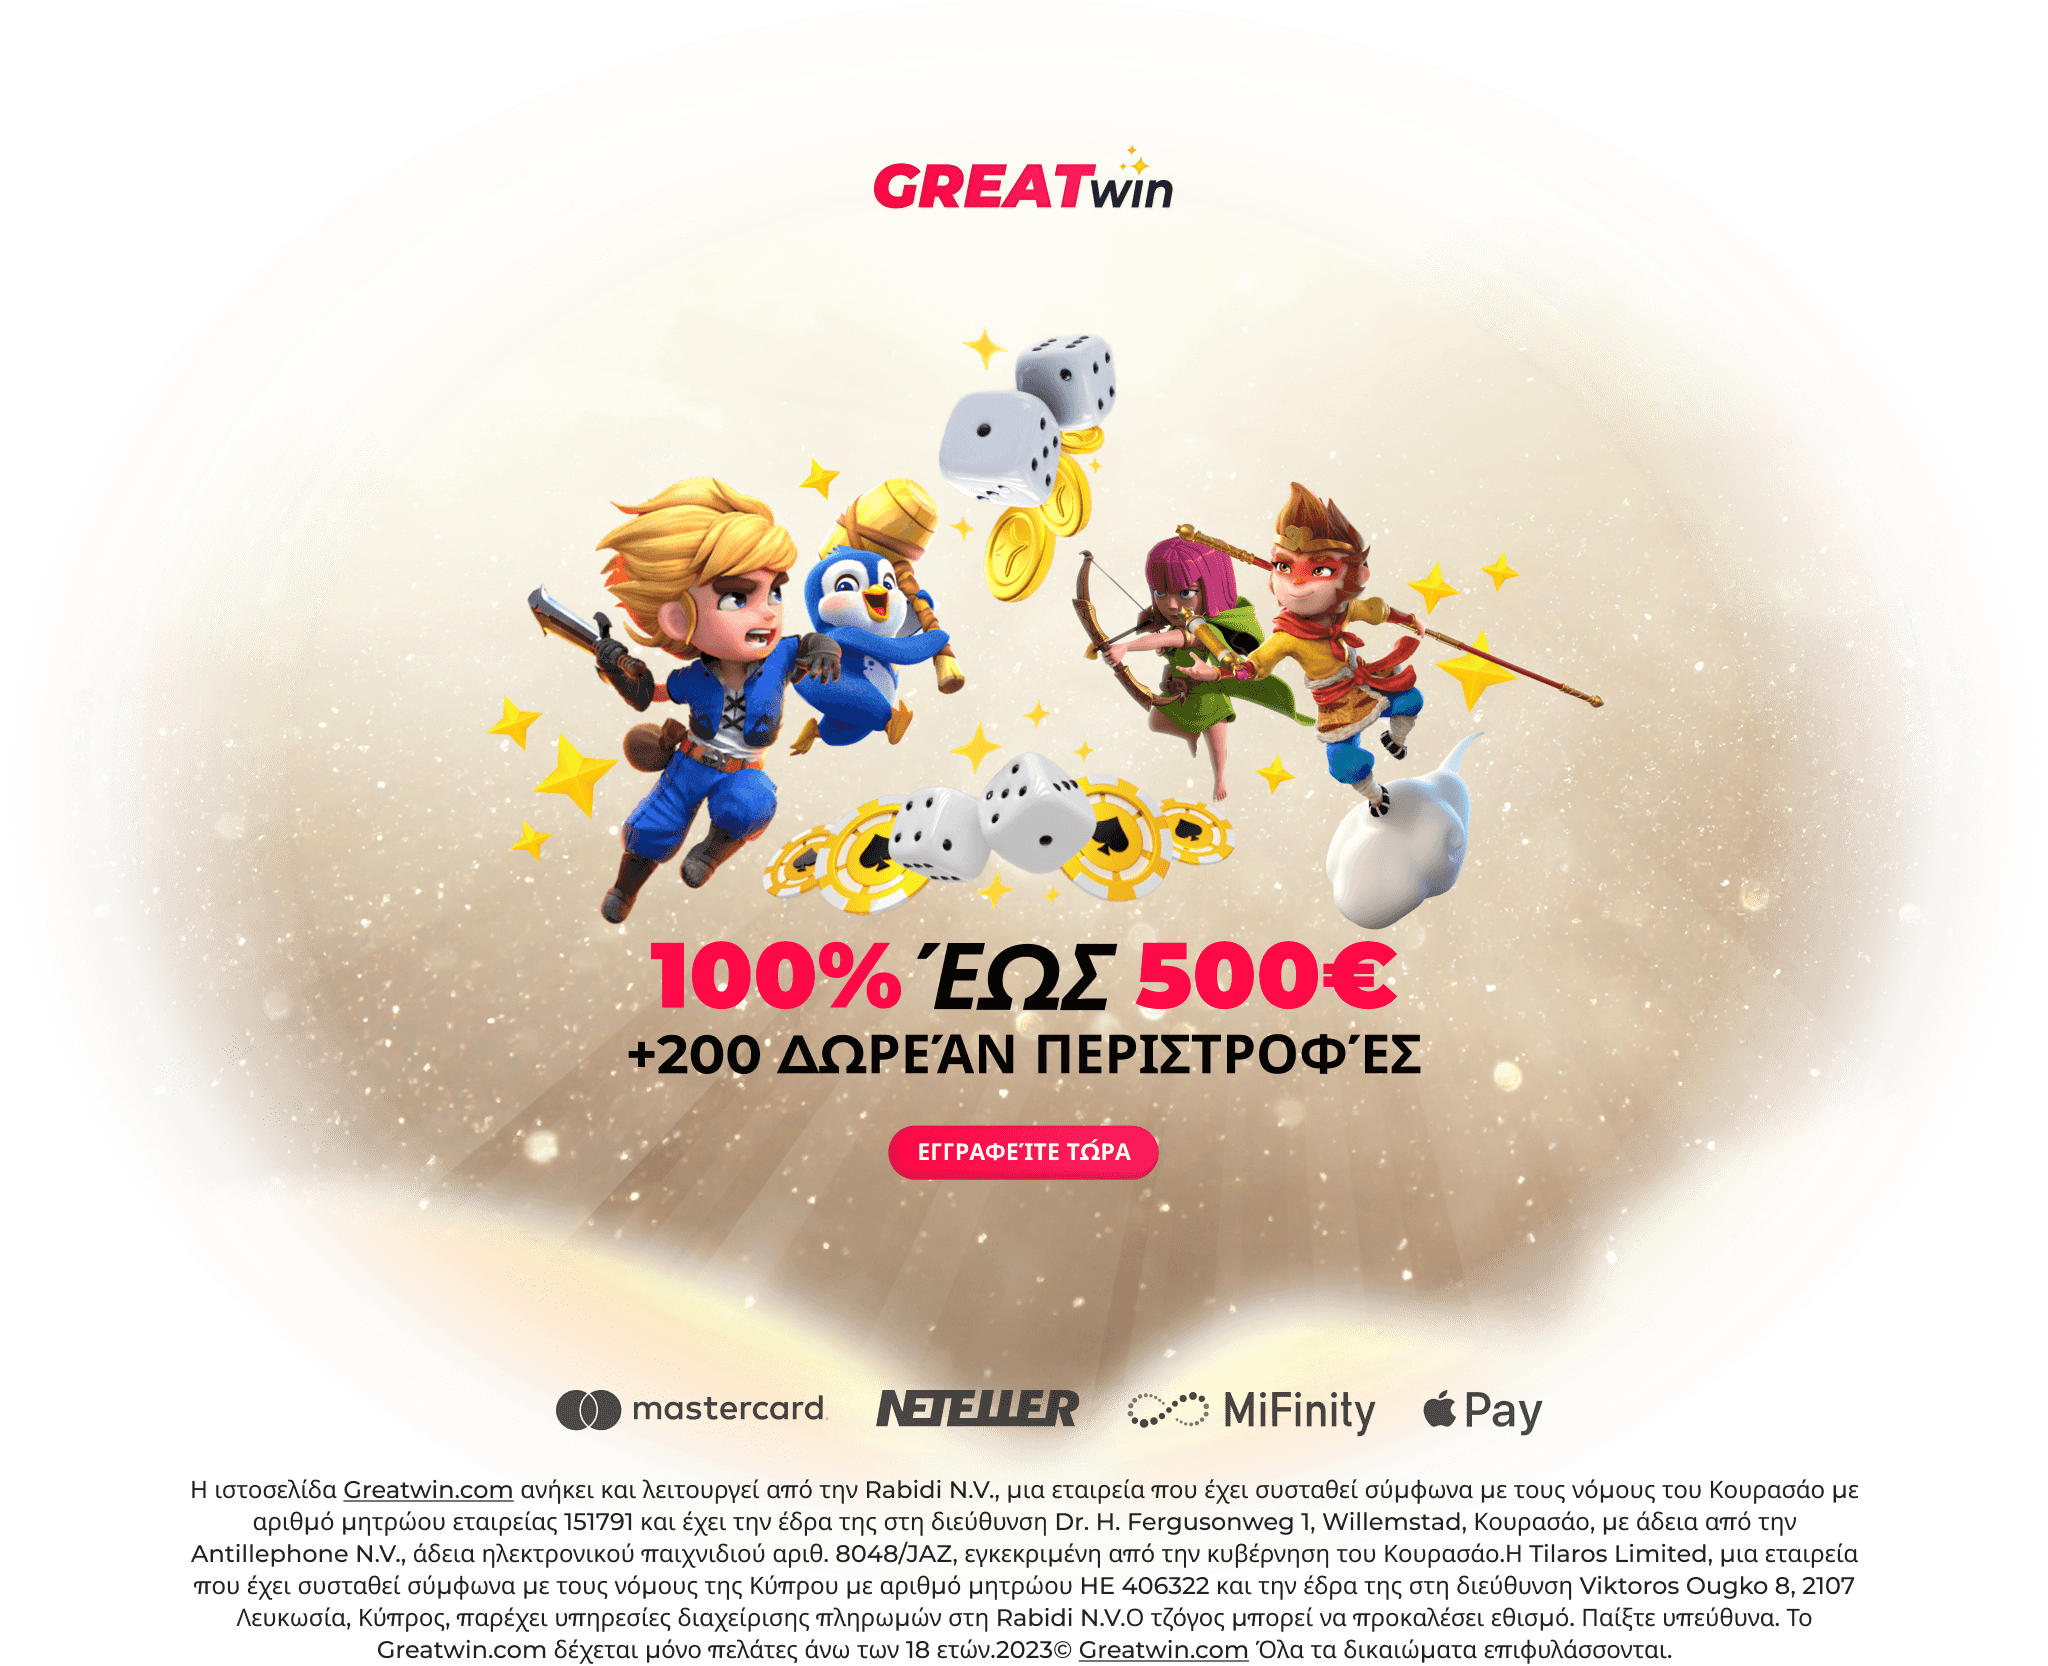 GREATwin
100% ΈΩΣ 500€
+200 ΔΩΡΕΆΝ ΠΕΡΙΣΤΡΟΦΈΣ
ΕΓΓΡΑΦΕΊΤΕ ΤΏΡΑ
mastercard. NETELLER MiFinity Pay
Η ιστοσελίδα Greatwin.com ανήκει και λειτουργεί από την Rabidi N.V., μια εταιρεία που έχει συσταθεί σύμφωνα με τους νόμους του Κουρασάο με
αριθμό μητρώου εταιρείας 151791 και έχει την έδρα της στη διεύθυνση Dr. H. Fergusonweg 1, Willemstad, Κουρασάο, με άδεια από την
Antillephone N.V., άδεια ηλεκτρονικού παιχνιδιού αριθ. 8048/JAZ, εγκεκριμένη από την κυβέρνηση του Κουρασάο.Η Tilaros Limited, μια εταιρεία
που έχει συσταθεί σύμφωνα με τους νόμους της Κύπρου με αριθμό μητρώου HE 406322 και την έδρα της στη διεύθυνση Viktoros Ougko 8, 2107
Λευκωσία, Κύπρος, παρέχει υπηρεσίες διαχείρισης πληρωμών στη Rabidi N.V.Ο τζόγος μπορεί να προκαλέσει εθισμό. Παίξτε υπεύθυνα. Το
Greatwin.com δέχεται μόνο πελάτες άνω των 18 ετών.2023© Greatwin.com Όλα τα δικαιώματα επιφυλάσσονται.